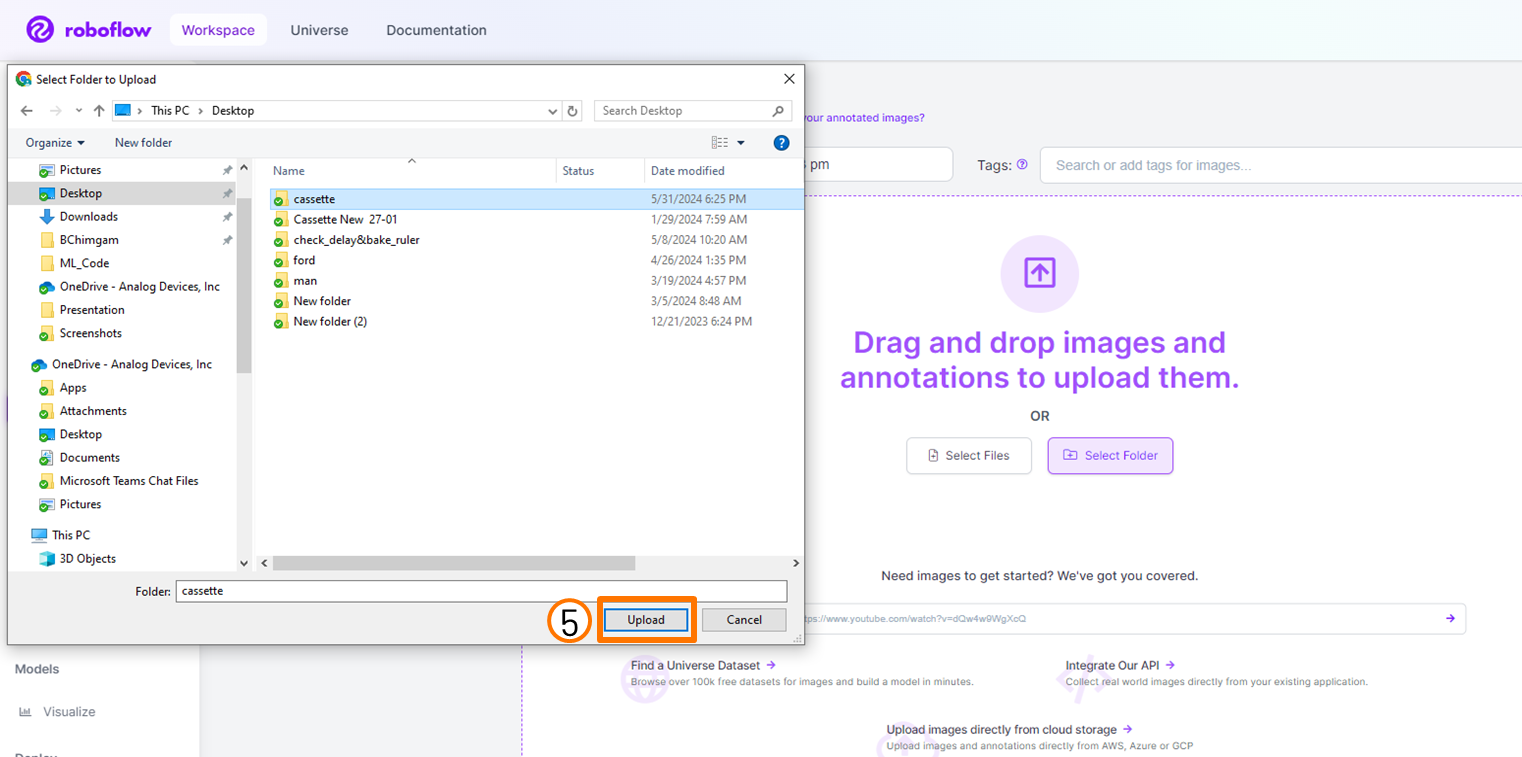 roboflow
Workspace
Universe
Documentation
Select Folder to Upload
This PC
Desktop
Search Desktop
Organize
New folder
your annotated images?
pm
Tags:
Search or add tags for images...
Name
Status
Date modified
Pictures
Desktop
Downloads
BChimgam
ML_Code
OneDrive - Analog Devices, Inc
Presentation
Screenshots
OneDrive - Analog Devices, Inc
Apps
Attachments
Desktop
Documents
Microsoft Teams Chat Files
Pictures
This PC
3D Objects
cassette 5/31/2024 6:25 PM
Cassette New 27-01 1/29/2024 7:59 AM
check_delay&bake_ruler 5/8/2024 10:20 AM
ford 4/26/2024 1:35 PM
man 3/19/2024 4:57 PM
New folder 3/5/2024 8:48 AM
New folder (2) 12/21/2023 6:24 PM
Folder: cassette
5
Upload
Cancel
Drag and drop images and
annotations to upload them.
OR
Select Files
Select Folder
Need images to get started? We've got you covered.
ps://www.youtube.com/watch?v=dQw4w9WgXcQ
Find a Universe Dataset
Browse over 100k free datasets for images and build a model in minutes.
Integrate Our API
Collect real world images directly from your existing application.
Upload images directly from cloud storage
Upload images and annotations directly from AWS, Azure or GCP
Models
Visualize